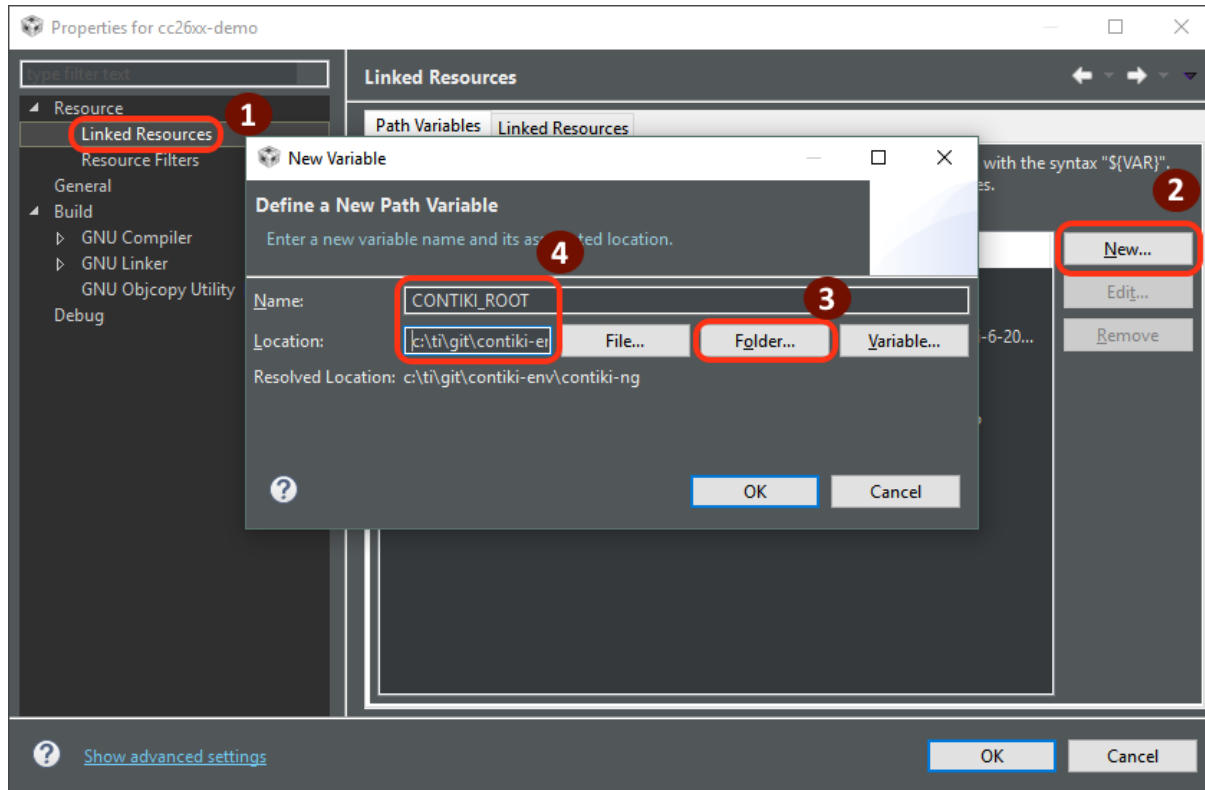 Properties for cc26xx-demo
type filter text
Linked Resources
Resource
1
Linked Resources
Path Variables
Linked Resources
Resource Filters
New Variable
with the syntax "${VAR}".
es.
2
General
Build
Define a New Path Variable
Enter a new variable name and its ted location.
4
GNU Compiler
New...
GNU Linker
GNU Objcopy Utility
Name:
CONTIKI_ROOT
3
Edit...
Debug
Location:
c:\ti\git\contiki-er
File...
Folder...
Variable...
-6-20...
Remove
Resolved Location: c:\ti\git\contiki-env\contiki-ng
?
OK
Cancel
?
Show advanced settings
OK
Cancel